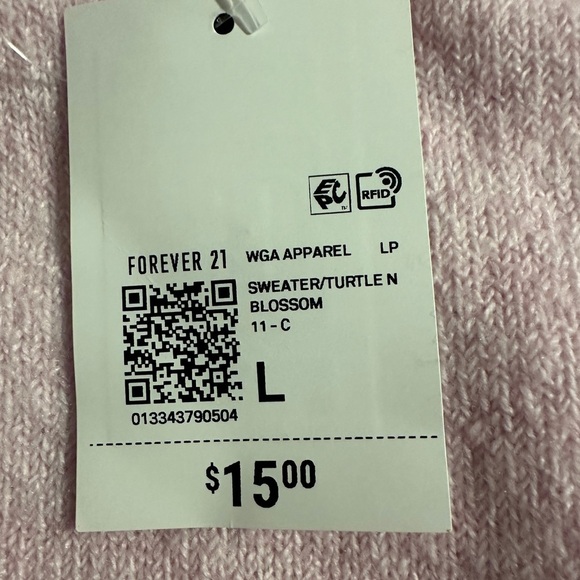 EPC
RFID
FOREVER 21 WGA APPAREL LP
SWEATER/TURTLE N
BLOSSOM
11 - C
L
013343790504
$15.00